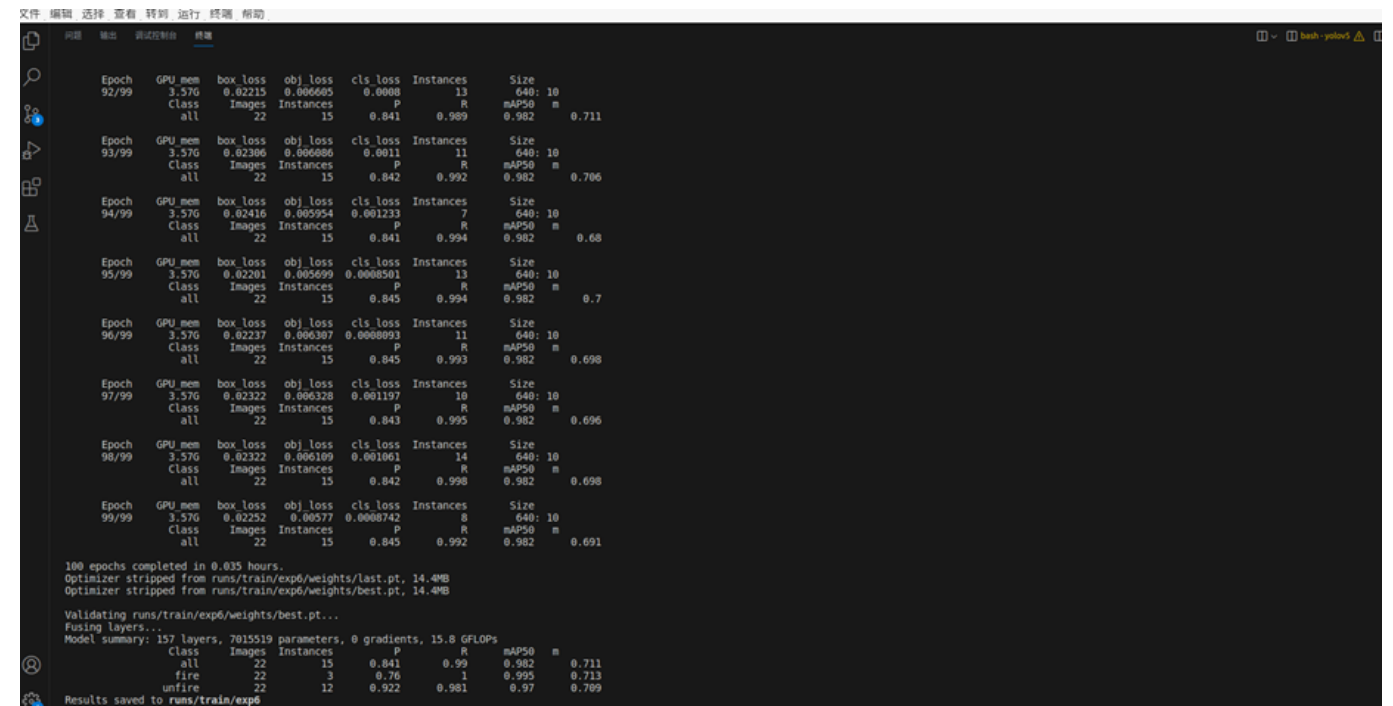 文件 编辑 选择 查看 转到 运行 终端 帮助
问题 输出 调试控制台 终端
bash - yolov5
Epoch GPU_mem box_loss obj_loss cls_loss Instances Size
92/99 3.57G 0.02215 0.006605 0.0008 13 640: 10
Class Images Instances P R mAP50 m
all 22 15 0.841 0.989 0.982 0.711
Epoch GPU_mem box_loss obj_loss cls_loss Instances Size
93/99 3.57G 0.02306 0.006086 0.0011 11 640: 10
Class Images Instances P R mAP50 m
all 22 15 0.842 0.992 0.982 0.706
Epoch GPU_mem box_loss obj_loss cls_loss Instances Size
94/99 3.57G 0.02416 0.005954 0.001233 7 640: 10
Class Images Instances P R mAP50 m
all 22 15 0.841 0.994 0.982 0.68
Epoch GPU_mem box_loss obj_loss cls_loss Instances Size
95/99 3.57G 0.02201 0.005699 0.0008501 13 640: 10
Class Images Instances P R mAP50 m
all 22 15 0.845 0.994 0.982 0.7
Epoch GPU_mem box_loss obj_loss cls_loss Instances Size
96/99 3.57G 0.02237 0.006307 0.0008093 11 640: 10
Class Images Instances P R mAP50 m
all 22 15 0.845 0.993 0.982 0.698
Epoch GPU_mem box_loss obj_loss cls_loss Instances Size
97/99 3.57G 0.02322 0.006328 0.001197 10 640: 10
Class Images Instances P R mAP50 m
all 22 15 0.843 0.995 0.982 0.696
Epoch GPU_mem box_loss obj_loss cls_loss Instances Size
98/99 3.57G 0.02322 0.006109 0.001061 14 640: 10
Class Images Instances P R mAP50 m
all 22 15 0.842 0.998 0.982 0.698
Epoch GPU_mem box_loss obj_loss cls_loss Instances Size
99/99 3.57G 0.02252 0.00577 0.0008742 8 640: 10
Class Images Instances P R mAP50 m
all 22 15 0.845 0.992 0.982 0.691
100 epochs completed in 0.035 hours.
Optimizer stripped from runs/train/exp6/weights/last.pt, 14.4MB
Optimizer stripped from runs/train/exp6/weights/best.pt, 14.4MB
Validating runs/train/exp6/weights/best.pt...
Fusing layers...
Model summary: 157 layers, 7015519 parameters, 0 gradients, 15.8 GFLOPs
Class Images Instances P R mAP50 m
all 22 15 0.841 0.99 0.982 0.711
fire 22 3 0.76 1 0.995 0.713
unfire 22 12 0.922 0.981 0.97 0.709
Results saved to runs/train/exp6